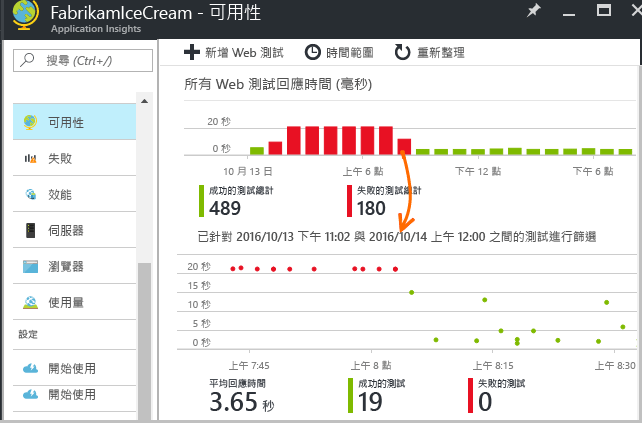 FabrikamIceCream - 可用性
Application Insights
搜尋 (Ctrl+/)
新增 Web 測試
時間範圍
重新整理
可用性
失敗
效能
伺服器
瀏覽器
使用量
設定
開始使用
開始使用
所有 Web 測試回應時間 (毫秒)
20 秒
0 秒
10 月 13 日
上午 6 點
下午 12 點
下午 6 點
成功的測試總計
489
失敗的測試總計
180
已針對 2016/10/13 下午 11:02 與 2016/10/14 上午 12:00 之間的測試進行篩選
20 秒
15 秒
10 秒
5 秒
0 秒
上午 7:45
上午 8 點
上午 8:15
上午 8:30
平均回應時間
3.65 秒
成功的測試
19
失敗的測試
0